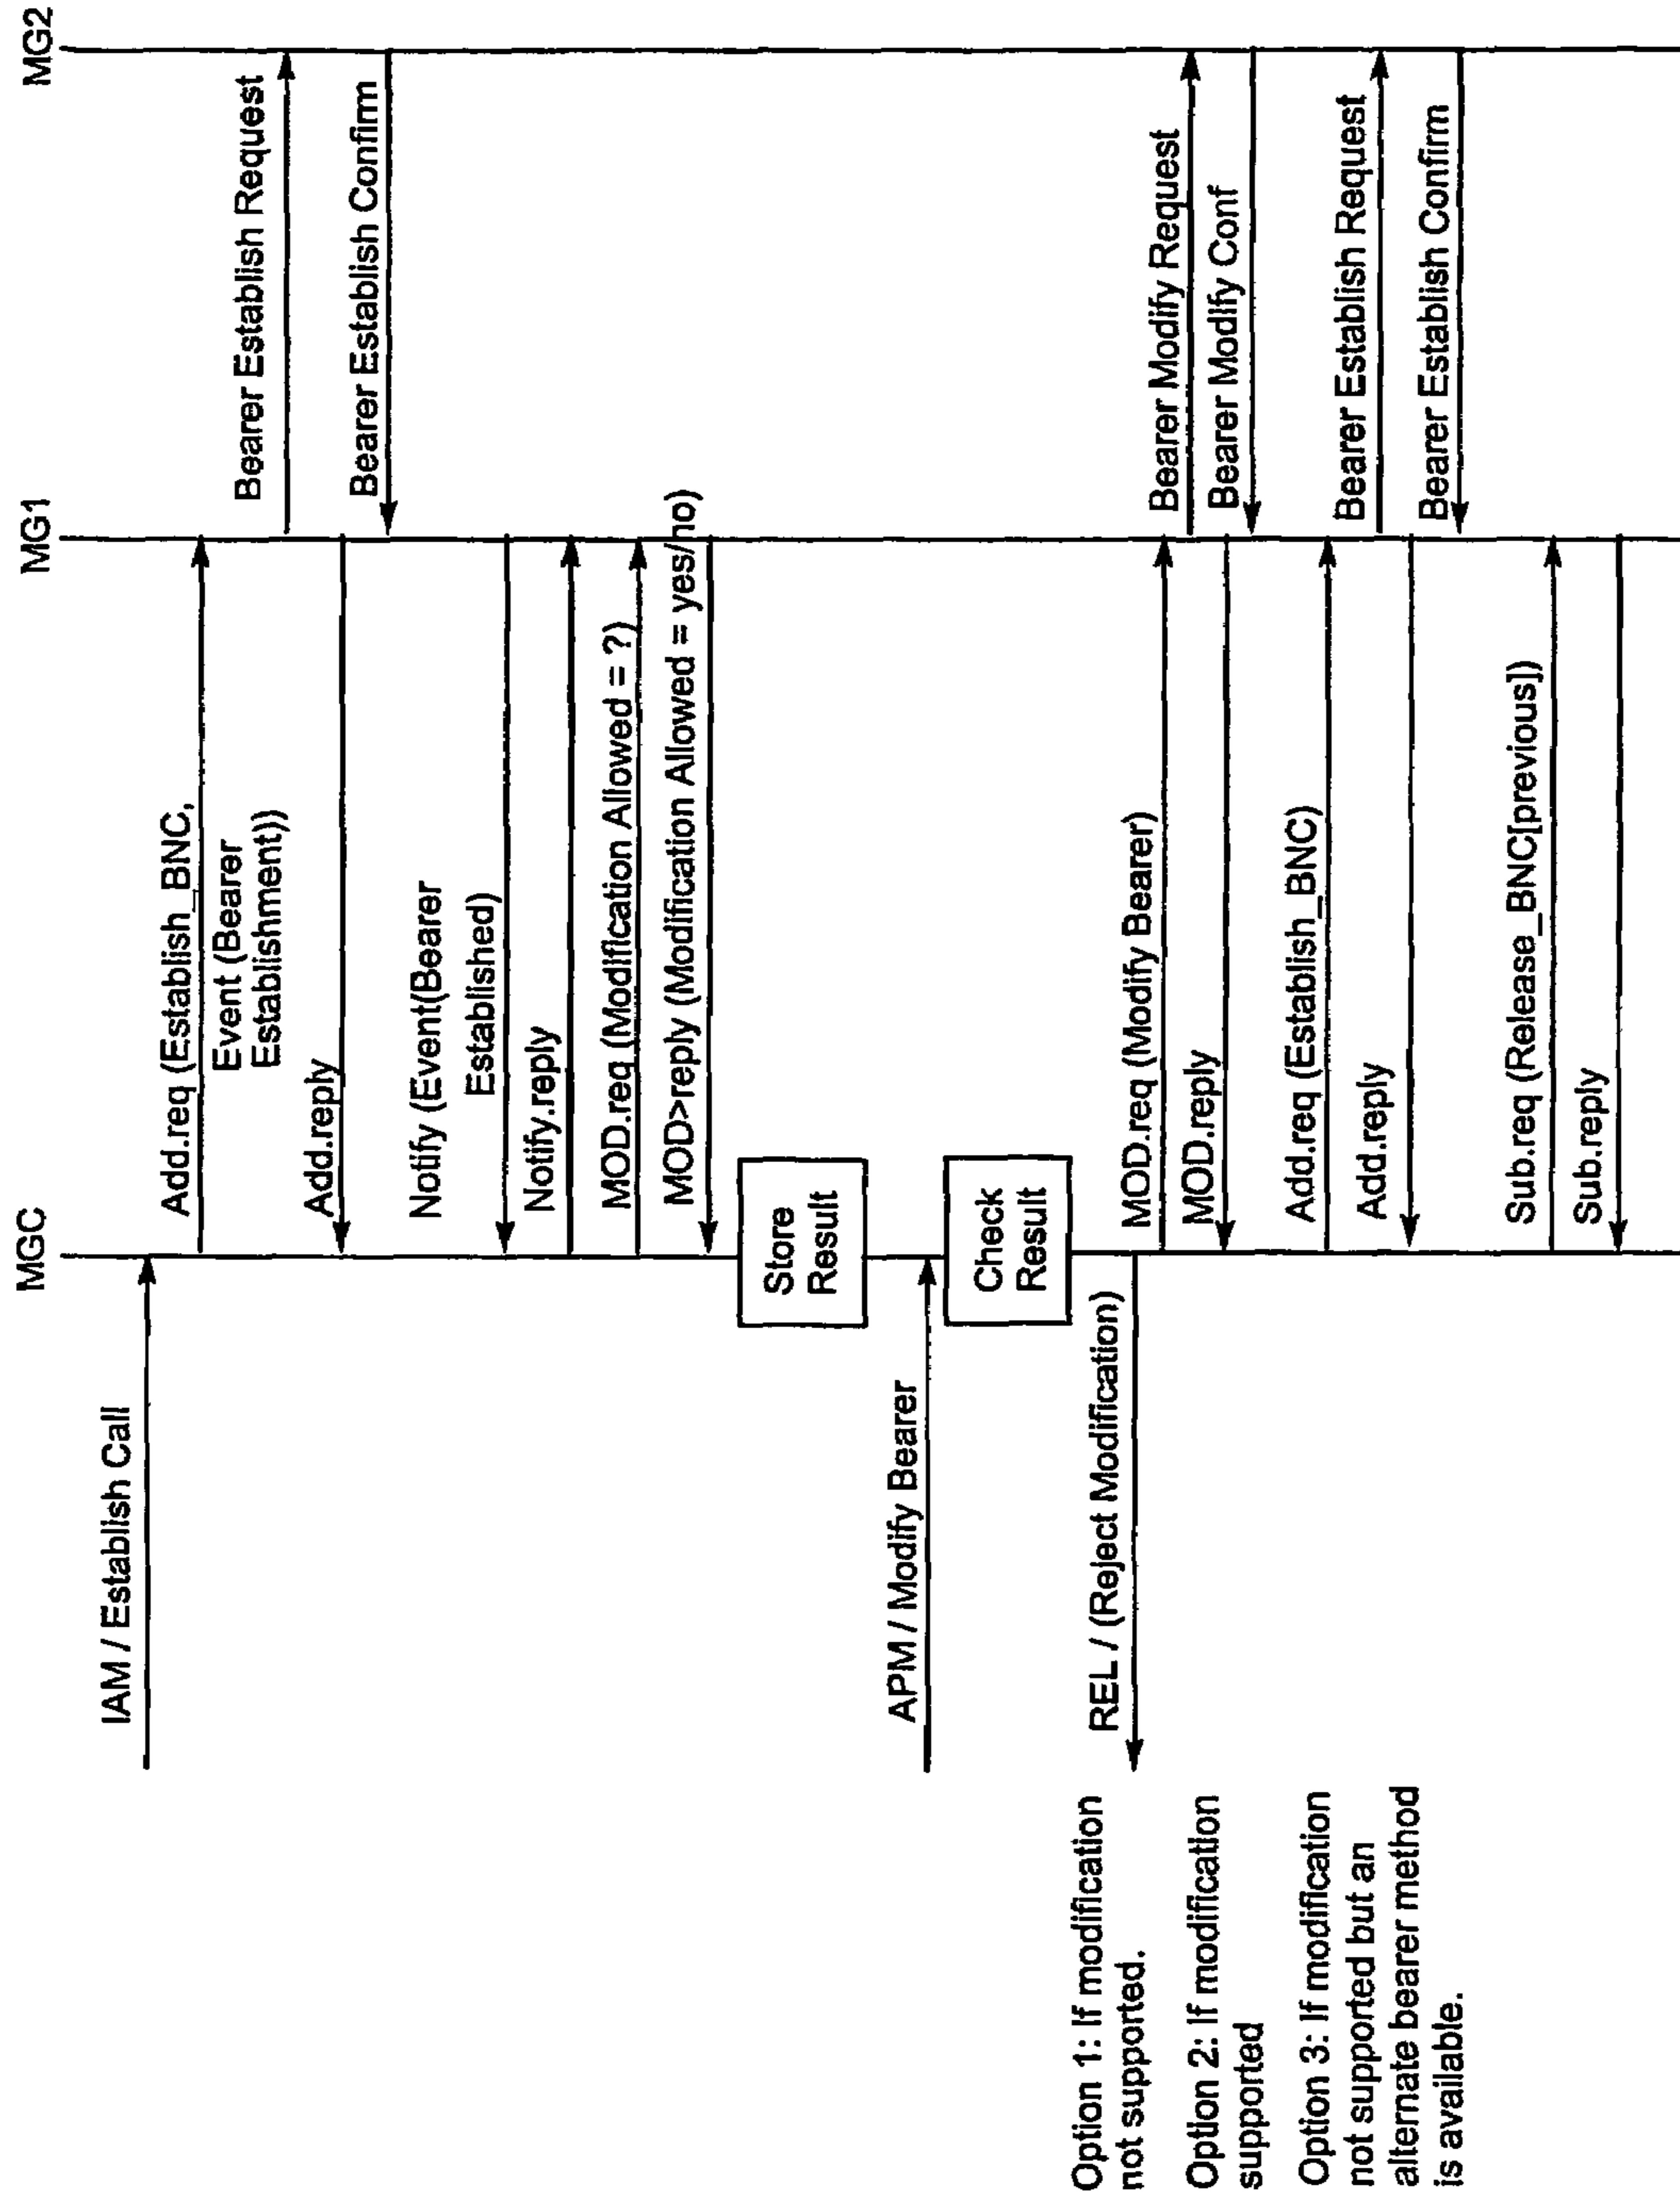 MGC
MG1
MG2
IAM / Establish Call
Add.req (Establish_BNC,
Event (Bearer
Establishment))
Bearer Establish Request
Add.reply
Bearer Establish Confirm
Notify (Event(Bearer
Established)
Notify.reply
MOD.req (Modification Allowed = ?)
MOD>reply (Modification Allowed = yes/no)
Store
Result
APM / Modify Bearer
Check
Result
Option 1: If modification
not supported.
REL / (Reject Modification)
Option 2: If modification
supported
MOD.req (Modify Bearer)
Bearer Modify Request
MOD.reply
Bearer Modify Conf
Option 3: If modification
not supported but an
alternate bearer method
is available.
Add.req (Establish_BNC)
Bearer Establish Request
Add.reply
Bearer Establish Confirm
Sub.req (Release_BNC[previous])
Sub.reply